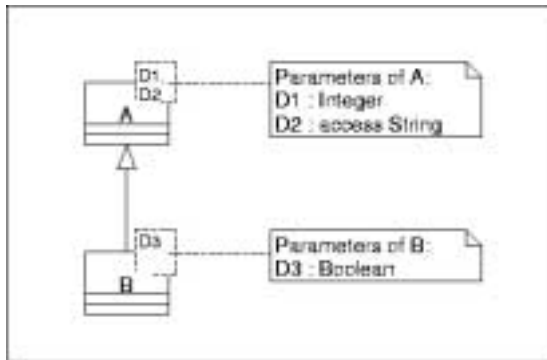 D1
D2
A
Parameters of A:
D1 : Integer
D2 : access String
D3
B
Parameters of B:
D3 : Boolean